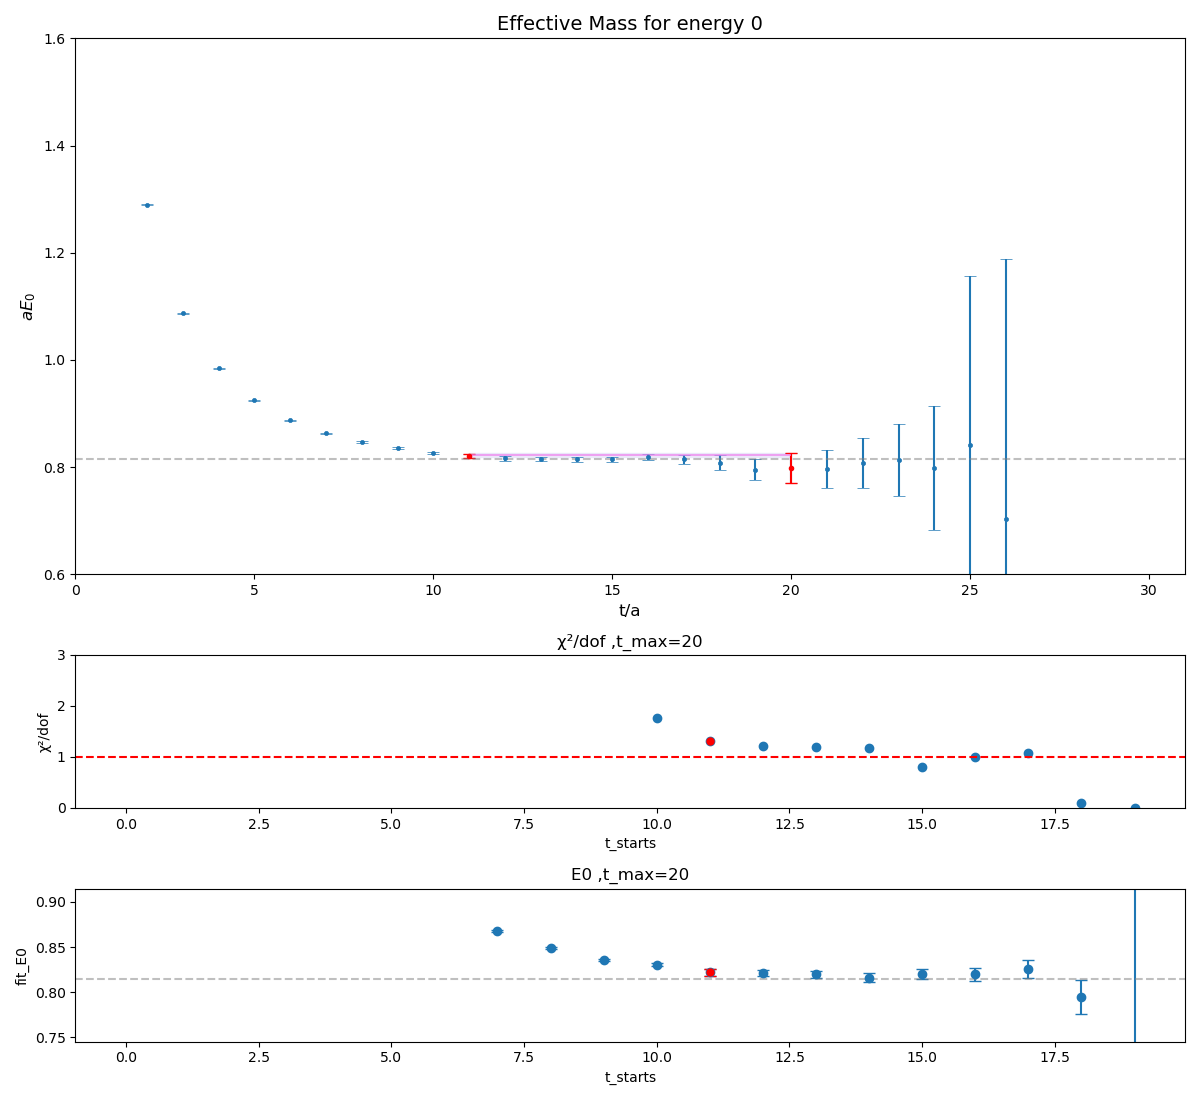 Effective Mass for energy 0
1.6
1.4
1.2
1.0
0.8
0.6
aE₀
0 5 10 15 20 25 30
t/a
χ²/dof ,t_max=20
3
2
1
0
χ²/dof
0.0 2.5 5.0 7.5 10.0 12.5 15.0 17.5
t_starts
E0 ,t_max=20
0.90
0.85
0.80
0.75
fit_E0
0.0 2.5 5.0 7.5 10.0 12.5 15.0 17.5
t_starts